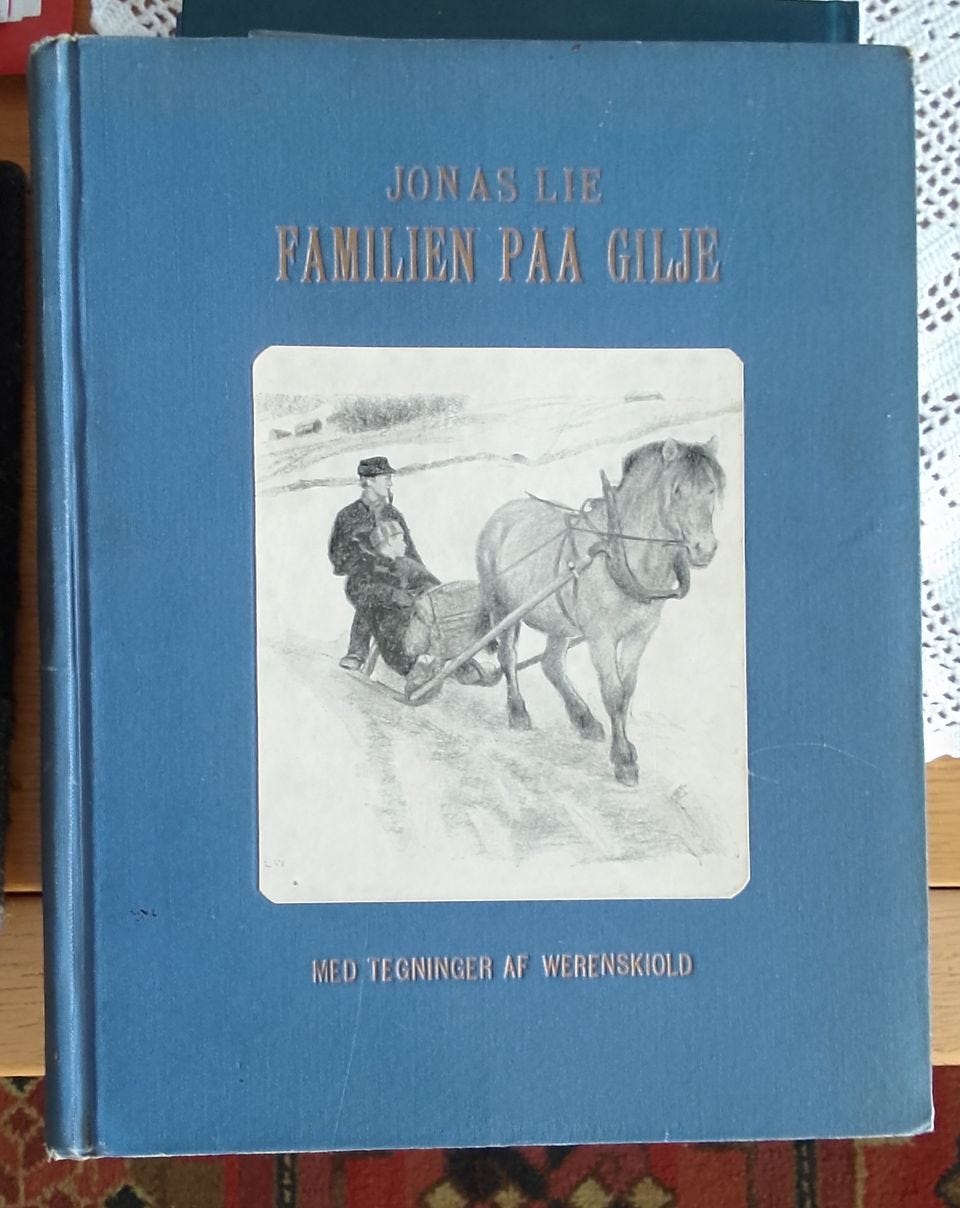 JONAS LIE
FAMILIEN PAA GILJE
E W
MED TEGNINGER AF WERENSKIOLD